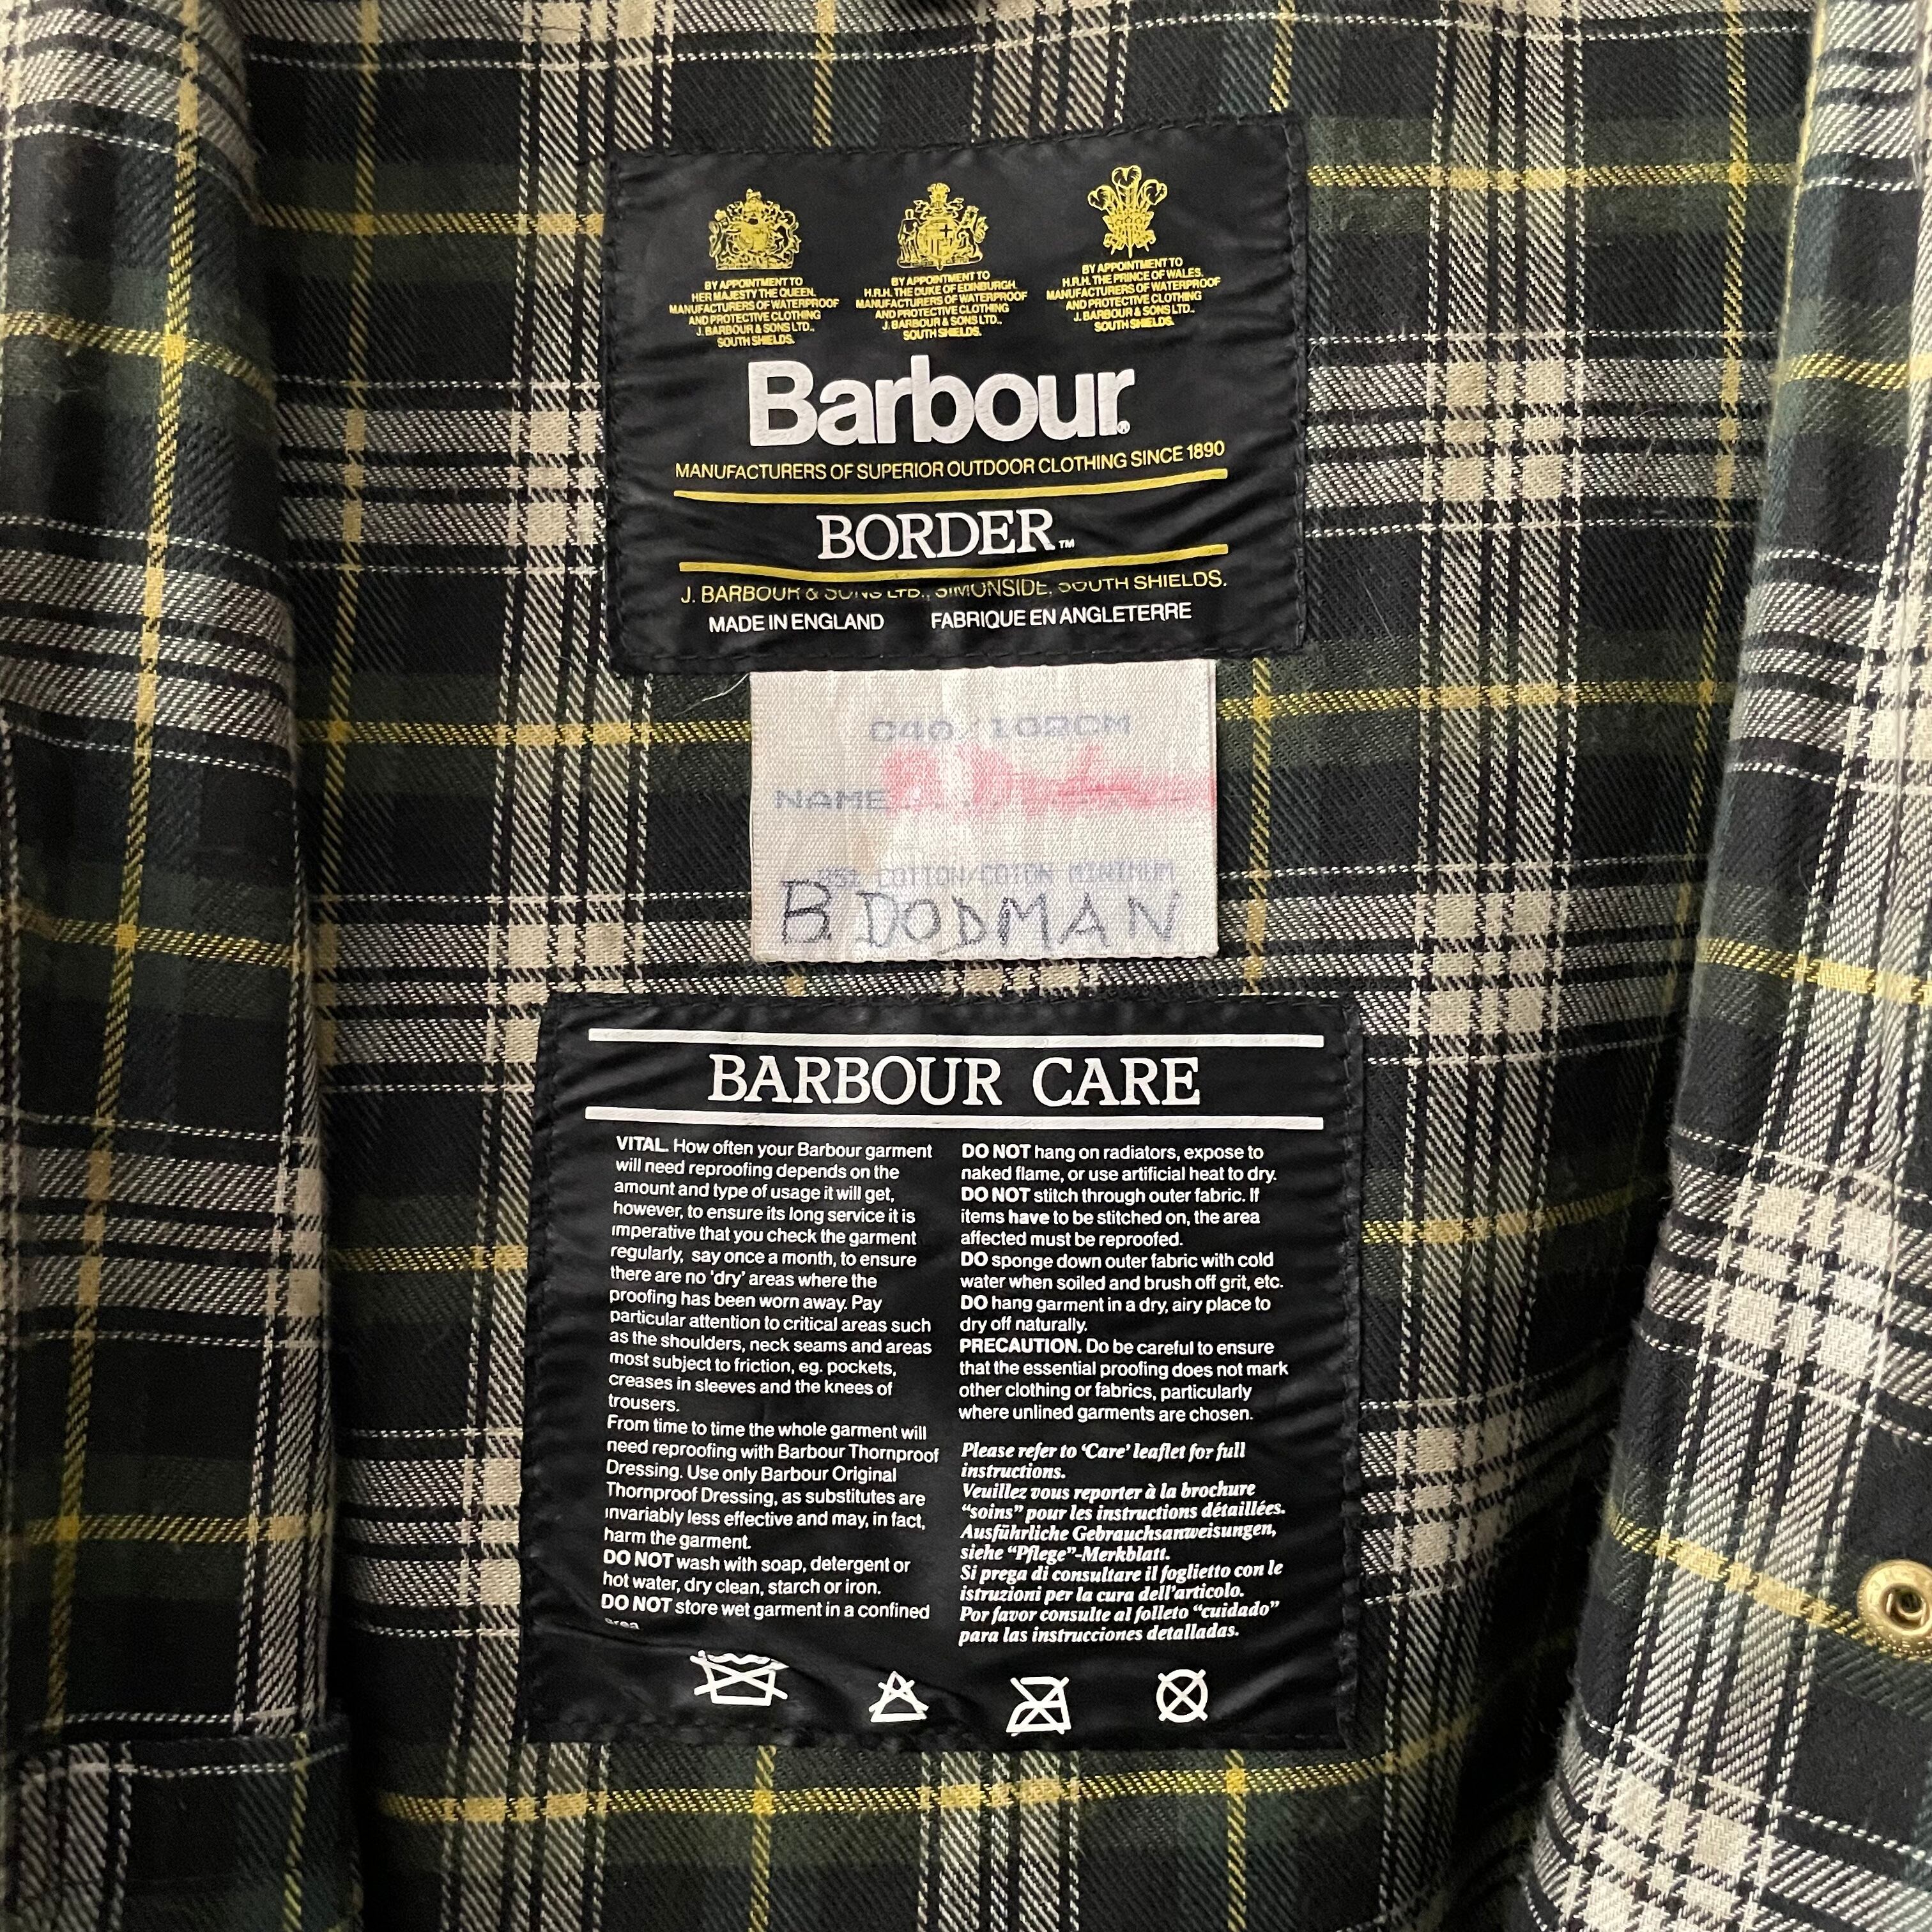 BY APPOINTMENT TO
HER MAJESTY THE QUEEN.
MANUFACTURERS OF WATERPROOF
AND PROTECTIVE CLOTHING
J. BARBOUR & SONS LTD.,
SOUTH SHIELDS.
BY APPOINTMENT TO
H.R.H. THE DUKE OF EDINBURGH.
MANUFACTURERS OF WATERPROOF
AND PROTECTIVE CLOTHING
J. BARBOUR & SONS LTD.,
SOUTH SHIELDS.
BY APPOINTMENT TO
H.R.H. THE PRINCE OF WALES.
MANUFACTURERS OF WATERPROOF
AND PROTECTIVE CLOTHING
J. BARBOUR & SONS LTD.,
SOUTH SHIELDS.
Barbour®
MANUFACTURERS OF SUPERIOR OUTDOOR CLOTHING SINCE 1890
BORDER™
J. BARBOUR & SONS LTD., SIMONSIDE, SOUTH SHIELDS.
MADE IN ENGLAND FABRIQUE EN ANGLETERRE
C40/102CM
NAME
COTTON/COTON MINIMUM
B. DODMAN
BARBOUR CARE
VITAL. How often your Barbour garment
will need reproofing depends on the
amount and type of usage it will get,
however, to ensure its long service it is
imperative that you check the garment
regularly, say once a month, to ensure
there are no 'dry' areas where the
proofing has been worn away. Pay
particular attention to critical areas such
as the shoulders, neck seams and areas
most subject to friction, eg. pockets,
creases in sleeves and the knees of
trousers.
From time to time the whole garment will
need reproofing with Barbour Thornproof
Dressing. Use only Barbour Original
Thornproof Dressing, as substitutes are
invariably less effective and may, in fact,
harm the garment.
DO NOT wash with soap, detergent or
hot water, dry clean, starch or iron.
DO NOT store wet garment in a confined
area
DO NOT hang on radiators, expose to
naked flame, or use artificial heat to dry.
DO NOT stitch through outer fabric. If
items have to be stitched on, the area
affected must be reproofed.
DO sponge down outer fabric with cold
water when soiled and brush off grit, etc.
DO hang garment in a dry, airy place to
dry off naturally.
PRECAUTION. Do be careful to ensure
that the essential proofing does not mark
other clothing or fabrics, particularly
where unlined garments are chosen.
Please refer to 'Care' leaflet for full
instructions.
Veuillez vous reporter à la brochure
"soins" pour les instructions détaillées.
Ausführliche Gebrauchsanweisungen,
siehe "Pflege"-Merkblatt.
Si prega di consultare il foglietto con le
istruzioni per la cura dell'articolo.
Por favor consulte al folleto "cuidado"
para las instrucciones detalladas.